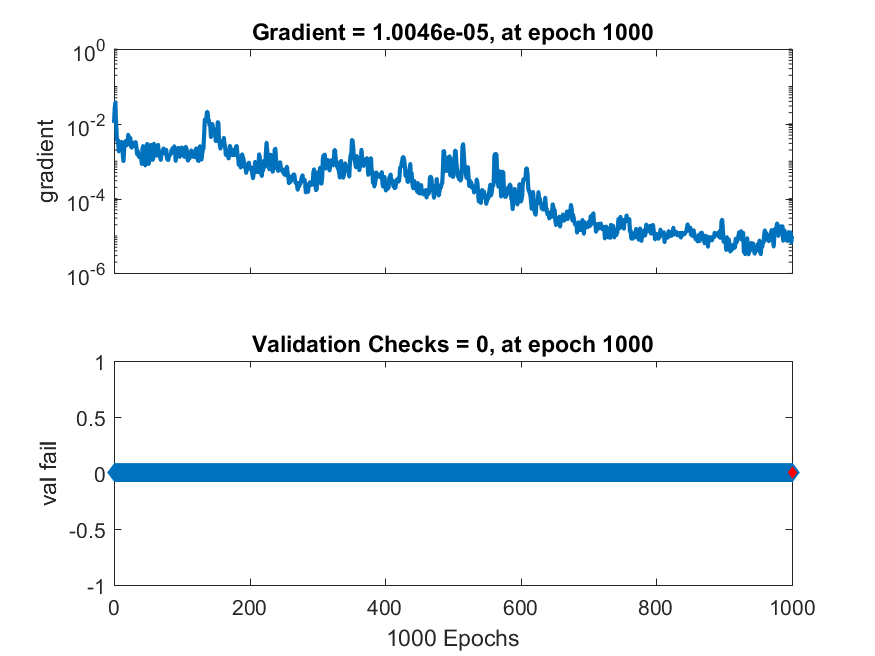 Gradient = 1.0046e-05, at epoch 1000
10^0
10^-2
10^-4
10^-6
gradient
Validation Checks = 0, at epoch 1000
1
0.5
0
-0.5
-1
val fail
0 200 400 600 800 1000
1000 Epochs